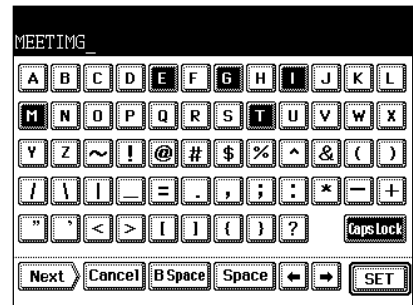 MEETIMG_
A B C D E F G H I J K L
M N O P Q R S T U V W X
Y Z ~ ! @ # $ % ^ & ( )
/ \ | _ = . , ; : * — +
" ' < > [ ] { } ? Caps Lock
Next Cancel B Space Space ← → SET